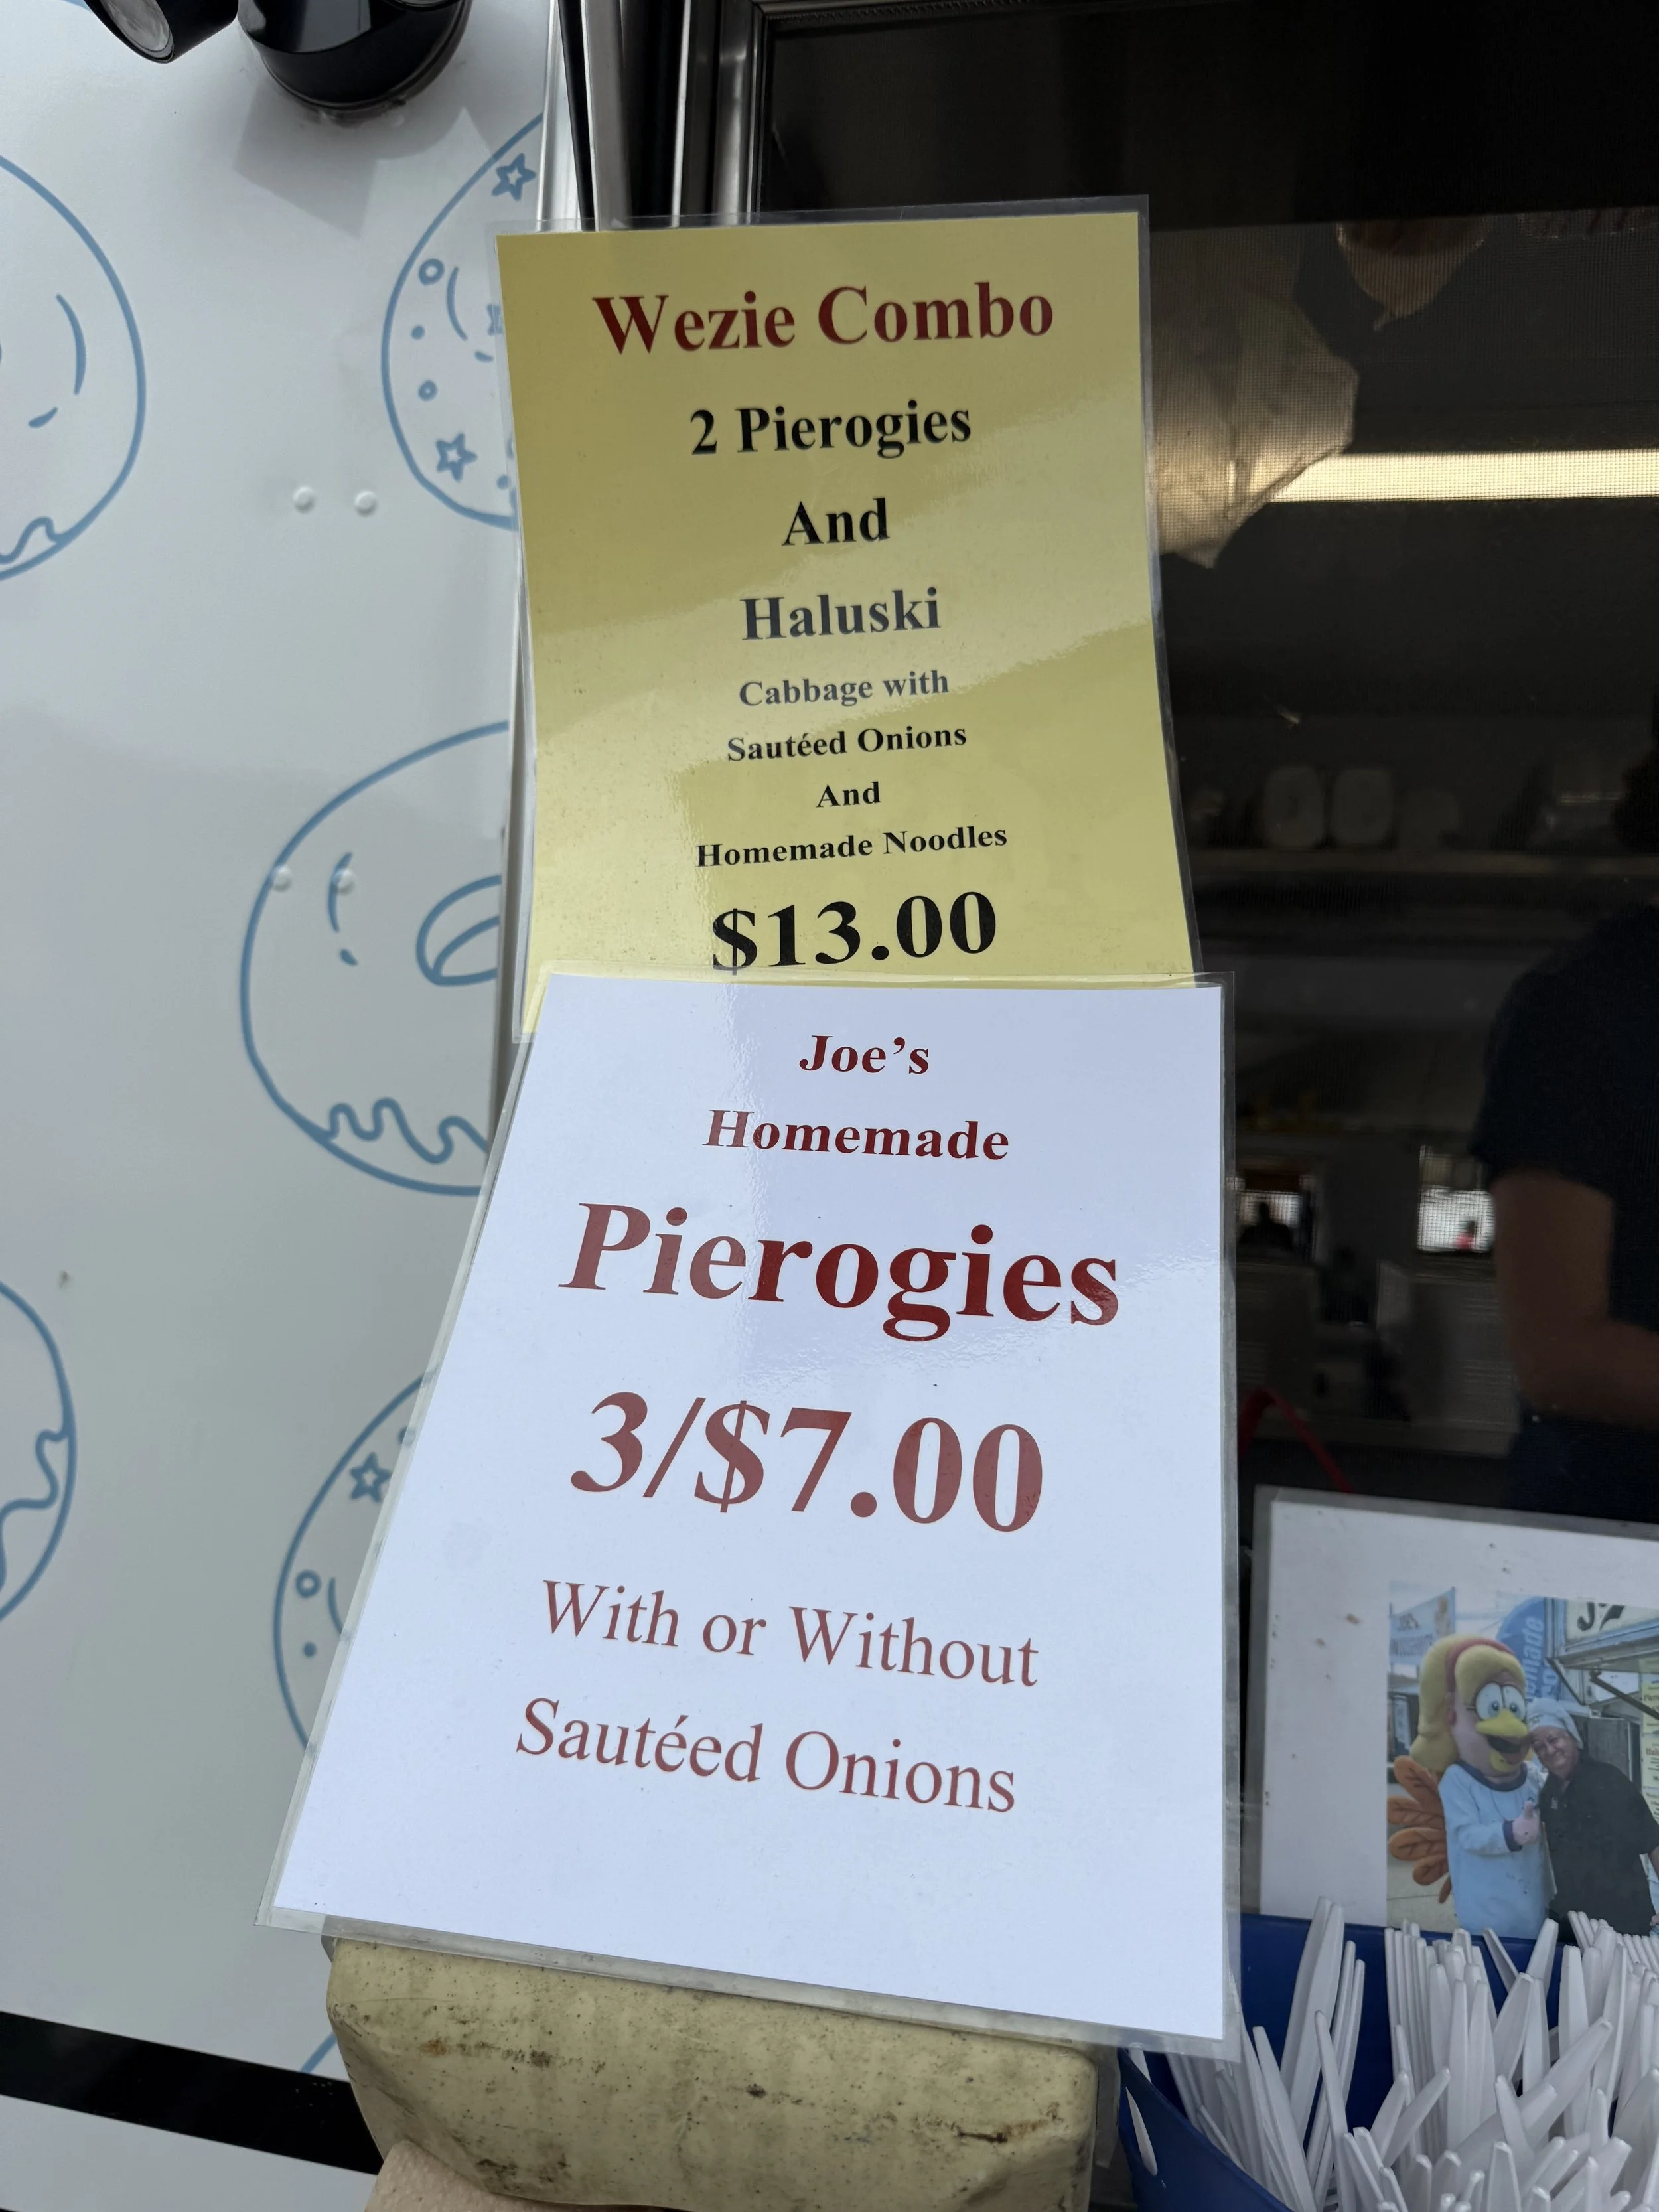 Wezie Combo
2 Pierogies
And
Haluski
Cabbage with
Sautéed Onions
And
Homemade Noodles
$13.00
Joe’s
Homemade
Pierogies
3/$7.00
With or Without
Sautéed Onions